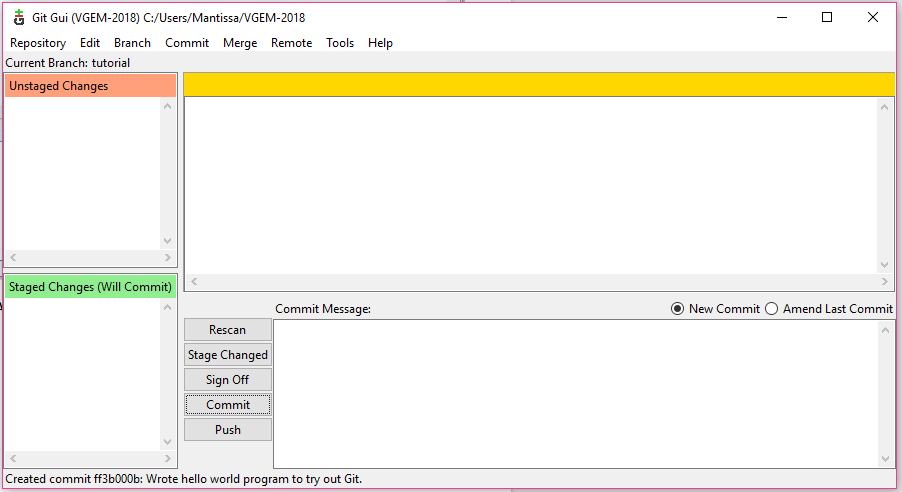 Git Gui (VGEM-2018) C:/Users/Mantissa/VGEM-2018
Repository Edit Branch Commit Merge Remote Tools Help
Current Branch: tutorial
Unstaged Changes
Staged Changes (Will Commit)
Commit Message:
New Commit
Amend Last Commit
Rescan
Stage Changed
Sign Off
Commit
Push
Created commit ff3b000b: Wrote hello world program to try out Git.